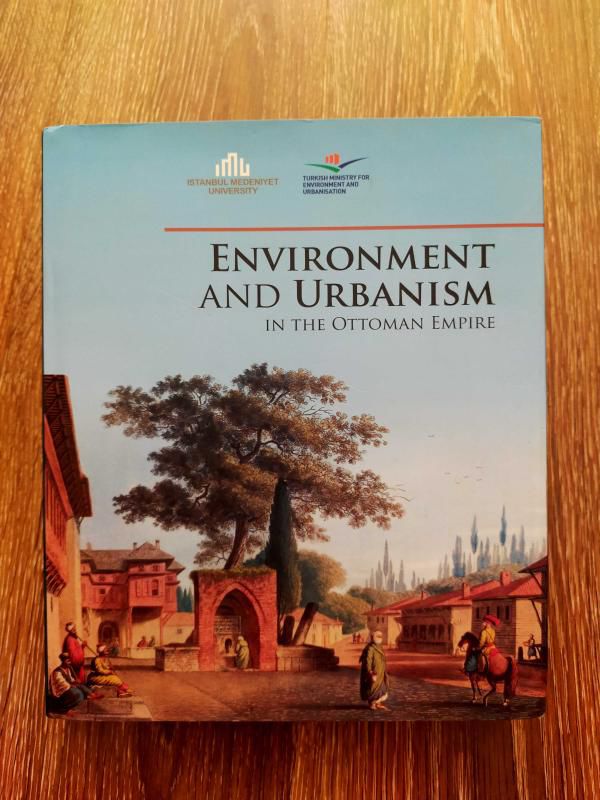 ISTANBUL MEDENIYET
UNIVERSITY
TURKISH MINISTRY FOR
ENVIRONMENT AND
URBANISATION
ENVIRONMENT
AND URBANISM
IN THE OTTOMAN EMPIRE